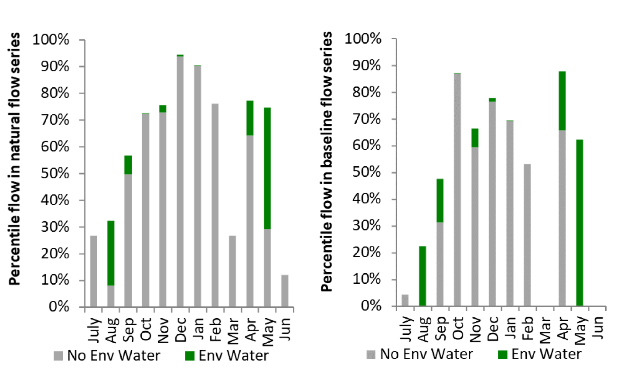 Percentile flow in natural flow series
100%
90%
80%
70%
60%
50%
40%
30%
20%
10%
0%
July
Aug
Sep
Oct
Nov
Dec
Jan
Feb
Mar
Apr
May
Jun
No Env Water
Env Water
Percentile flow in baseline flow series
100%
90%
80%
70%
60%
50%
40%
30%
20%
10%
0%
July
Aug
Sep
Oct
Nov
Dec
Jan
Feb
Mar
Apr
May
Jun
No Env Water
Env Water